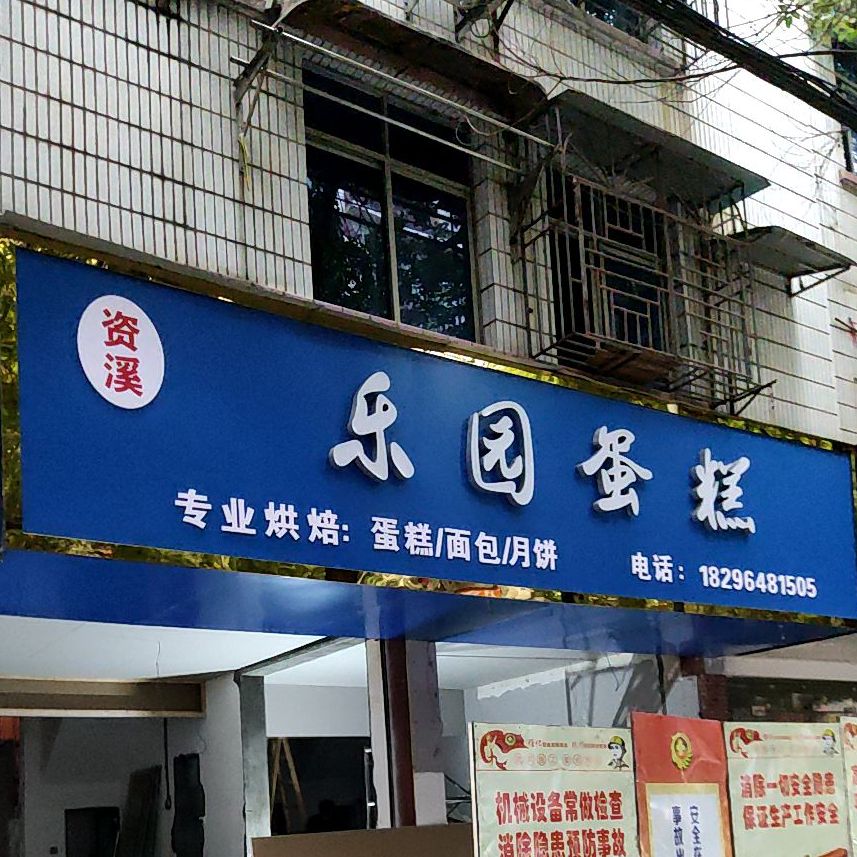 资溪
乐园蛋糕
专业烘焙: 蛋糕/面包/月饼
电话: 18296481505
机械设备常做检查
消除隐患预防事故
消除一切安全隐患
保证生产工作安全